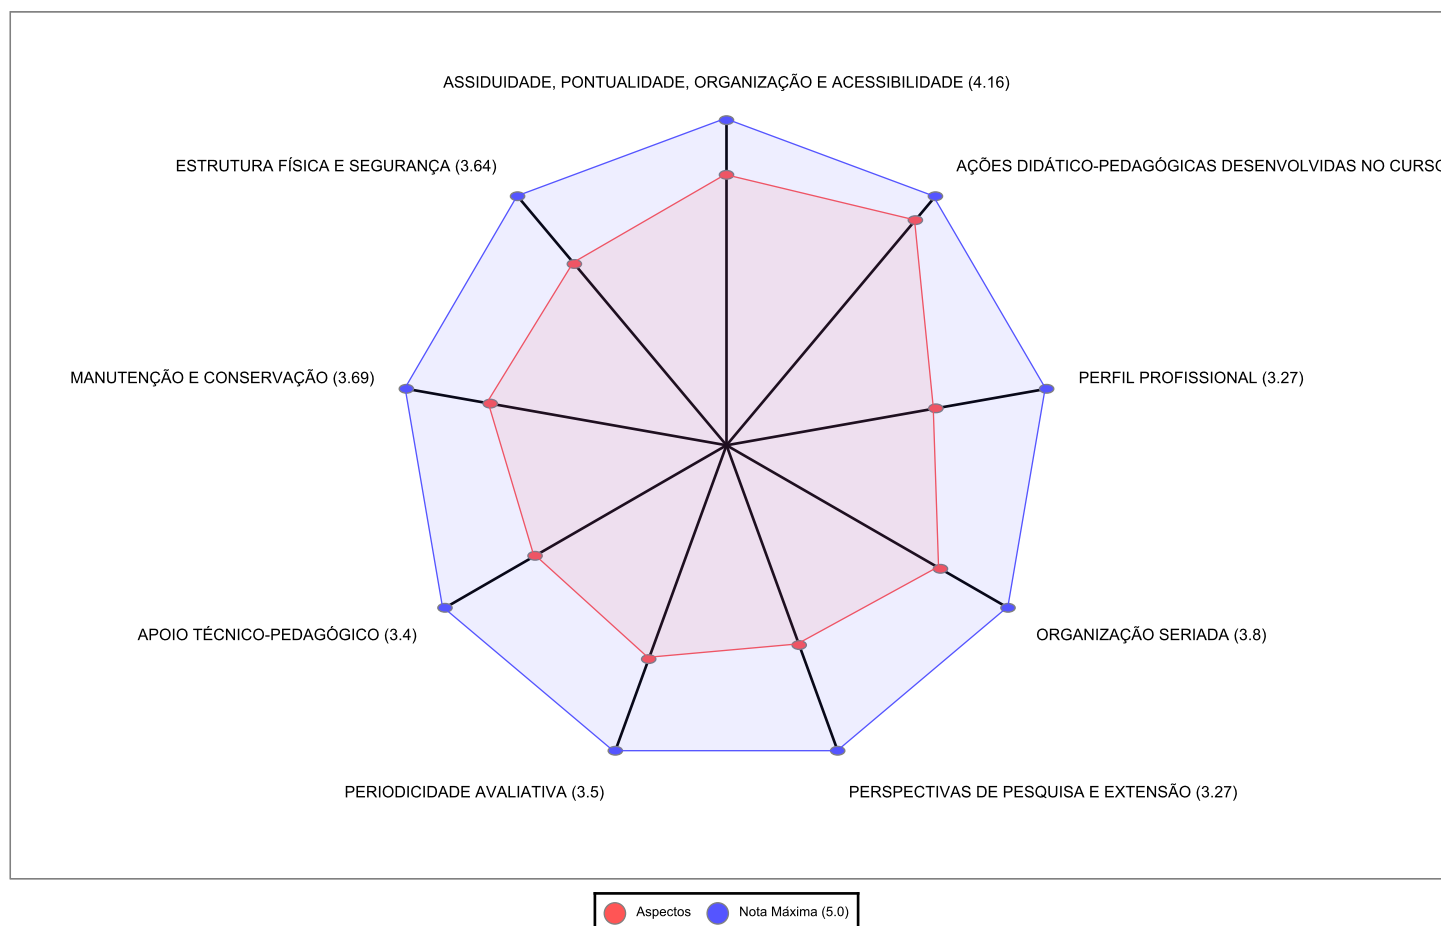 ASSIDUIDADE, PONTUALIDADE, ORGANIZAÇÃO E ACESSIBILIDADE (4.16)
ESTRUTURA FÍSICA E SEGURANÇA (3.64)
AÇÕES DIDÁTICO-PEDAGÓGICAS DESENVOLVIDAS NO CURSO
MANUTENÇÃO E CONSERVAÇÃO (3.69)
PERFIL PROFISSIONAL (3.27)
APOIO TÉCNICO-PEDAGÓGICO (3.4)
ORGANIZAÇÃO SERIADA (3.8)
PERIODICIDADE AVALIATIVA (3.5)
PERSPECTIVAS DE PESQUISA E EXTENSÃO (3.27)
Aspectos
Nota Máxima (5.0)